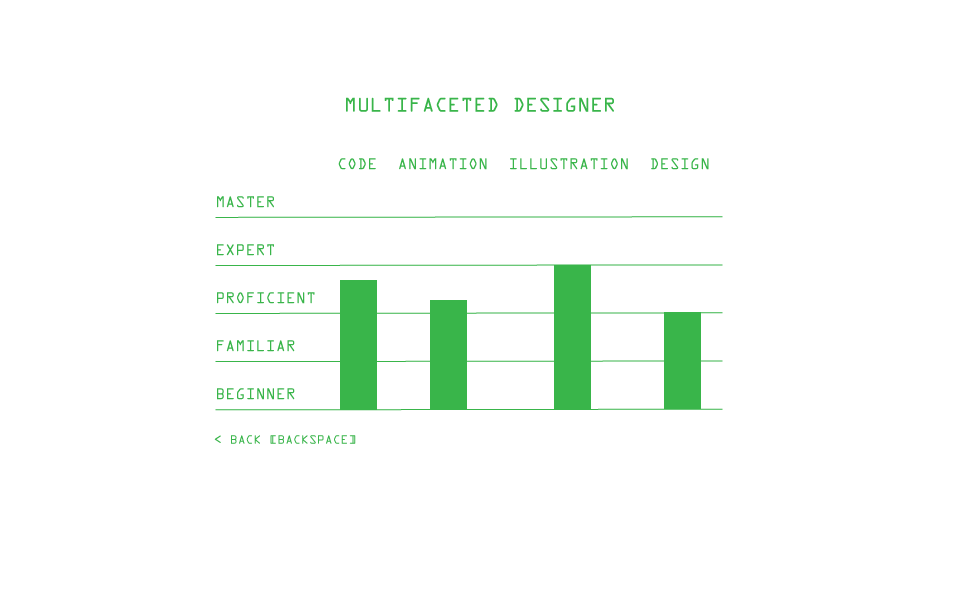 MULTIFACETED DESIGNER
CODE ANIMATION ILLUSTRATION DESIGN
MASTER
EXPERT
PROFICIENT
FAMILIAR
BEGINNER
< BACK [BACKSPACE]